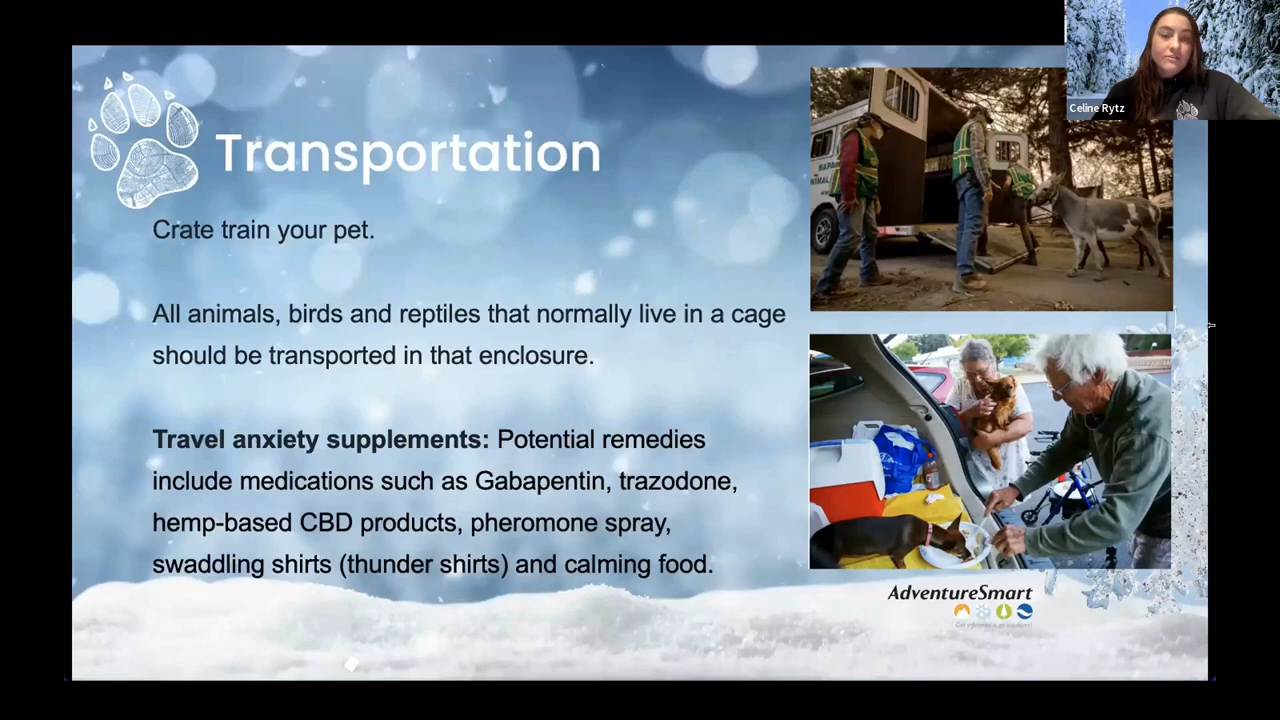 Celine Rytz
Transportation
Crate train your pet.
All animals, birds and reptiles that normally live in a cage
should be transported in that enclosure.
Travel anxiety supplements: Potential remedies
include medications such as Gabapentin, trazodone,
hemp-based CBD products, pheromone spray,
swaddling shirts (thunder shirts) and calming food.
AdventureSmart